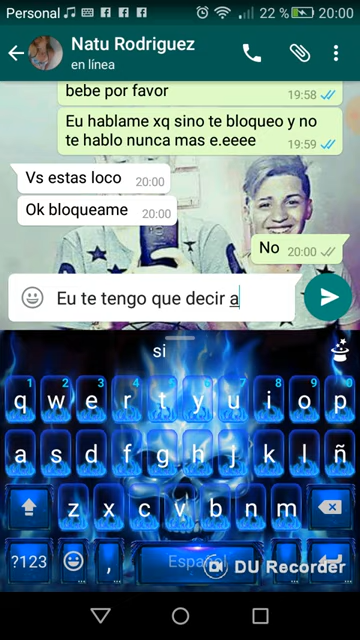 Personal 22 % 20:00
Natu Rodriguez
en línea
bebe por favor
19:58
Eu hablame xq sino te bloqueo y no
te hablo nunca mas e.eeee
19:59
Vs estas loco 20:00
Ok bloqueame 20:00
No 20:00
Eu te tengo que decir a
si
1 2 3 4 5 6 7 8 9 0
q w e r t y u i o p
a s d f g h j k l ñ
z x c v b n m
?123 , Español . DU Recorder